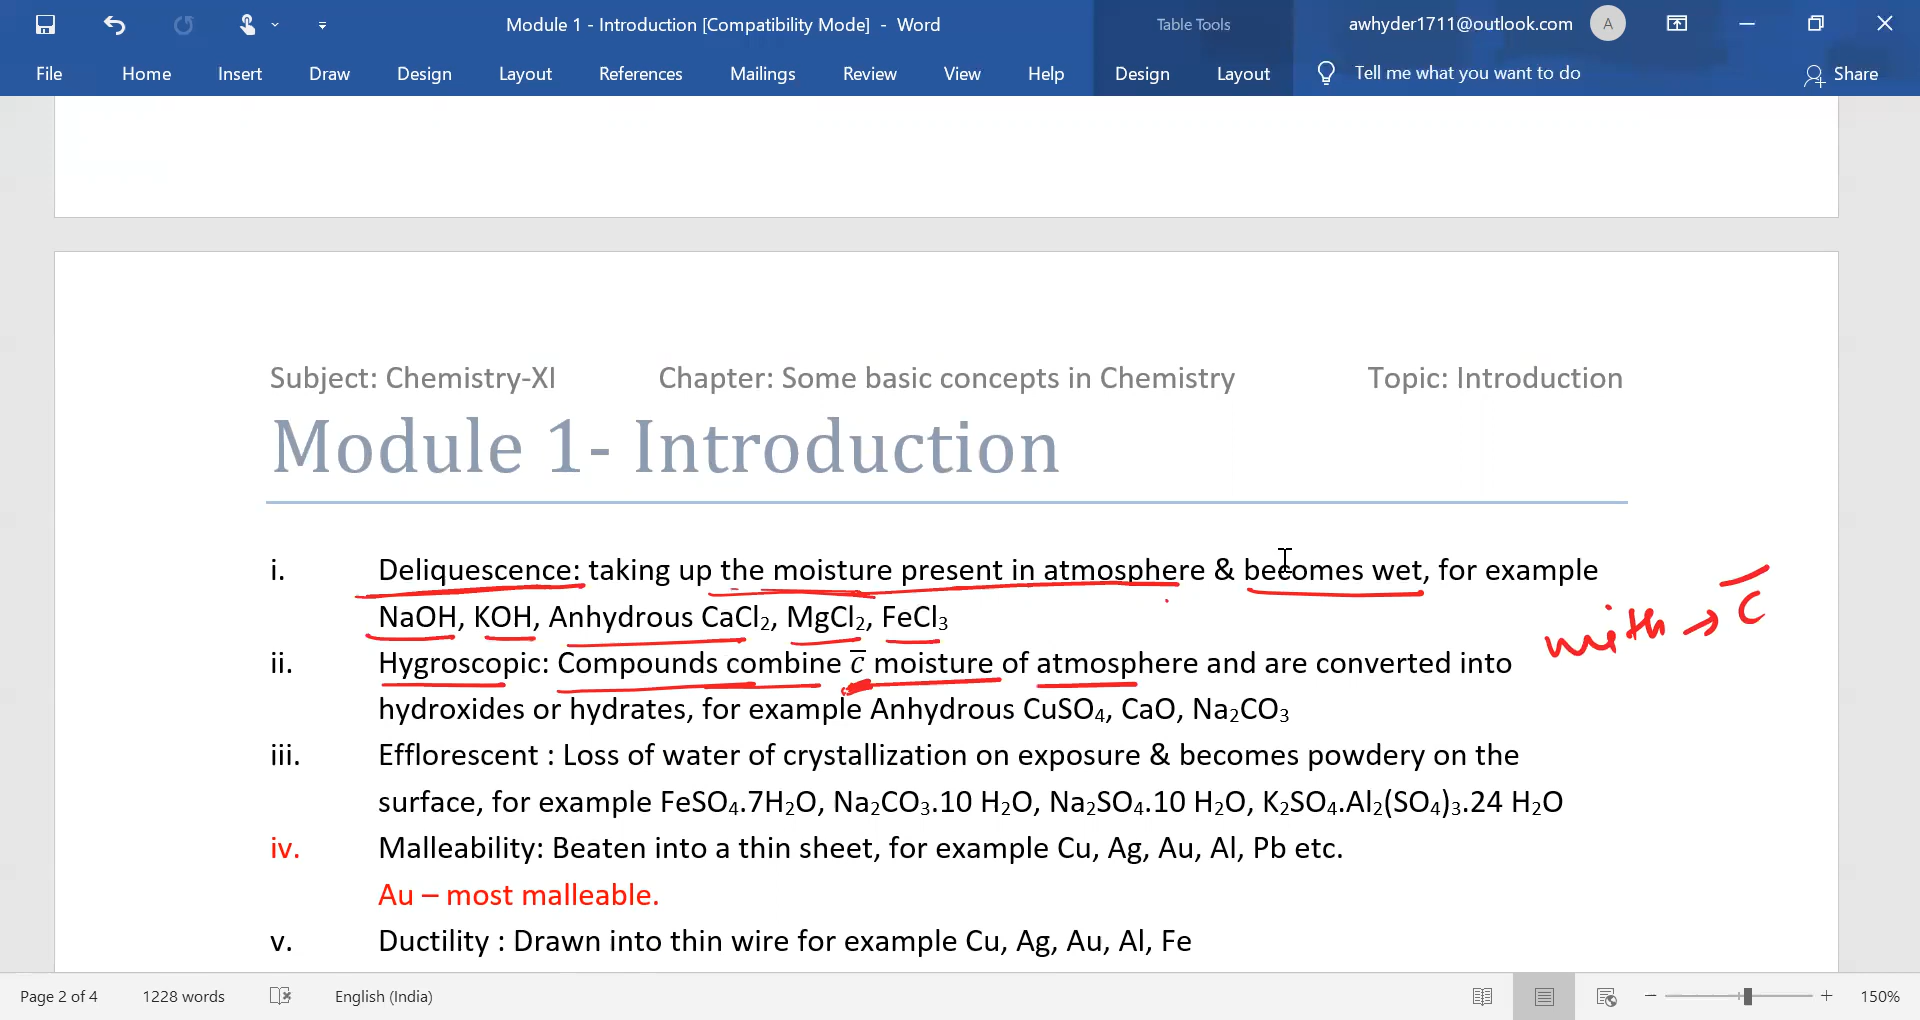 Module 1 - Introduction [Compatibility Mode] - Word
Table Tools
awhyder1711@outlook.com
A
File Home Insert Draw Design Layout References Mailings Review View Help Design Layout Tell me what you want to do Share
Subject: Chemistry-XI Chapter: Some basic concepts in Chemistry Topic: Introduction
Module 1- Introduction
i. Deliquescence: taking up the moisture present in atmosphere & becomes wet, for example
NaOH, KOH, Anhydrous CaCl₂, MgCl₂, FeCl₃
with → c̅
ii. Hygroscopic: Compounds combine c̅ moisture of atmosphere and are converted into
hydroxides or hydrates, for example Anhydrous CuSO₄, CaO, Na₂CO₃
iii. Efflorescent : Loss of water of crystallization on exposure & becomes powdery on the
surface, for example FeSO₄.7H₂O, Na₂CO₃.10 H₂O, Na₂SO₄.10 H₂O, K₂SO₄.Al₂(SO₄)₃.24 H₂O
iv. Malleability: Beaten into a thin sheet, for example Cu, Ag, Au, Al, Pb etc.
Au – most malleable.
v. Ductility : Drawn into thin wire for example Cu, Ag, Au, Al, Fe
Page 2 of 4 1228 words English (India) 150%